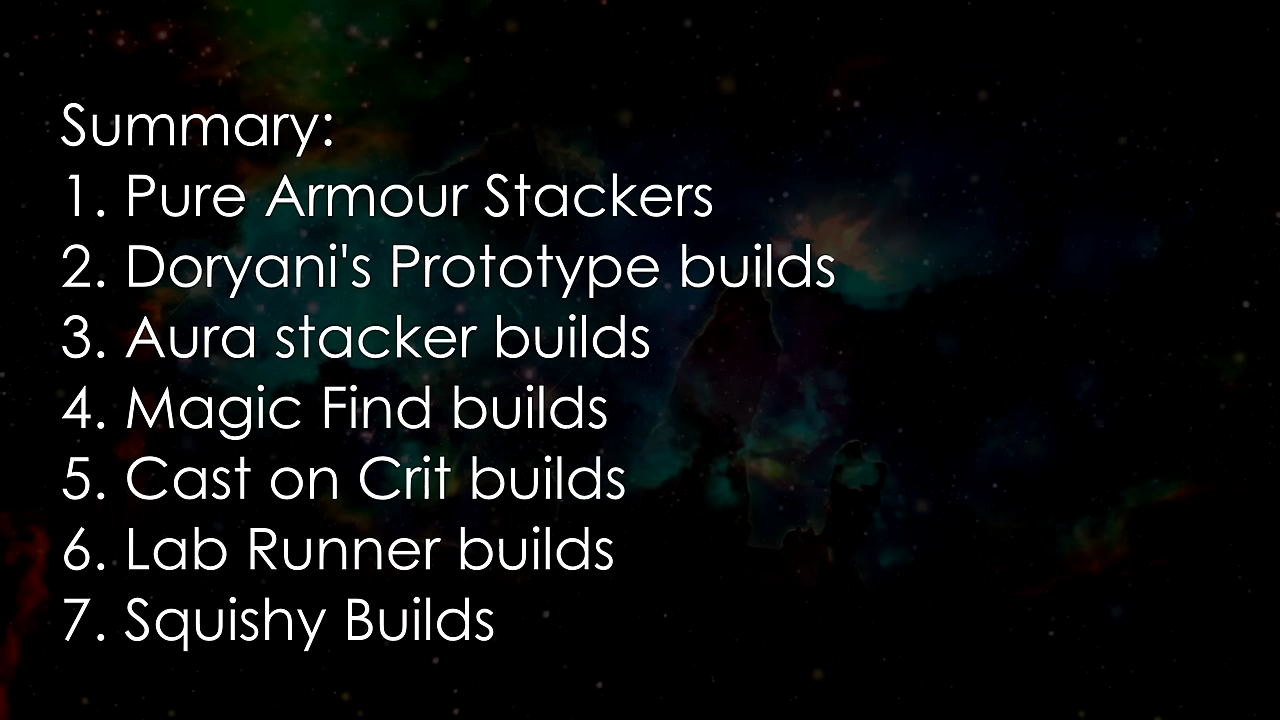 Summary:
1. Pure Armour Stackers
2. Doryani's Prototype builds
3. Aura stacker builds
4. Magic Find builds
5. Cast on Crit builds
6. Lab Runner builds
7. Squishy Builds